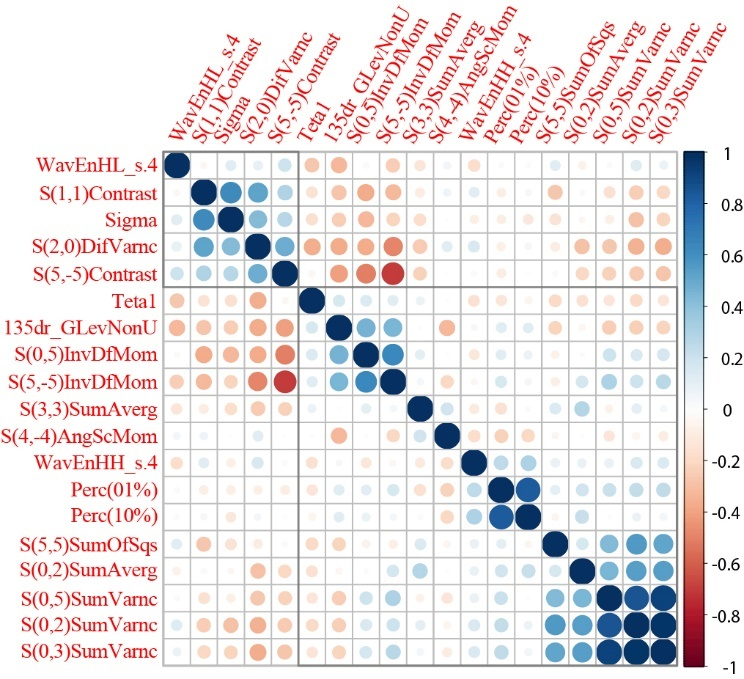 WavEnHL_s.4
S(1,1)Contrast
Sigma
S(2,0)DifVarnc
S(5,-5)Contrast
Teta1
135dr_GLevNonU
S(0,5)InvDfMom
S(5,-5)InvDfMom
S(3,3)SumAverg
S(4,-4)AngScMom
WavEnHH_s.4
Perc(01%)
Perc(10%)
S(5,5)SumOfSqs
S(0,2)SumAverg
S(0,5)SumVarnc
S(0,2)SumVarnc
S(0,3)SumVarnc
WavEnHL_s.4
S(1,1)Contrast
Sigma
S(2,0)DifVarnc
S(5,-5)Contrast
Teta1
135dr_GLevNonU
S(0,5)InvDfMom
S(5,-5)InvDfMom
S(3,3)SumAverg
S(4,-4)AngScMom
WavEnHH_s.4
Perc(01%)
Perc(10%)
S(5,5)SumOfSqs
S(0,2)SumAverg
S(0,5)SumVarnc
S(0,2)SumVarnc
S(0,3)SumVarnc
1
0.8
0.6
0.4
0.2
0
-0.2
-0.4
-0.6
-0.8
-1